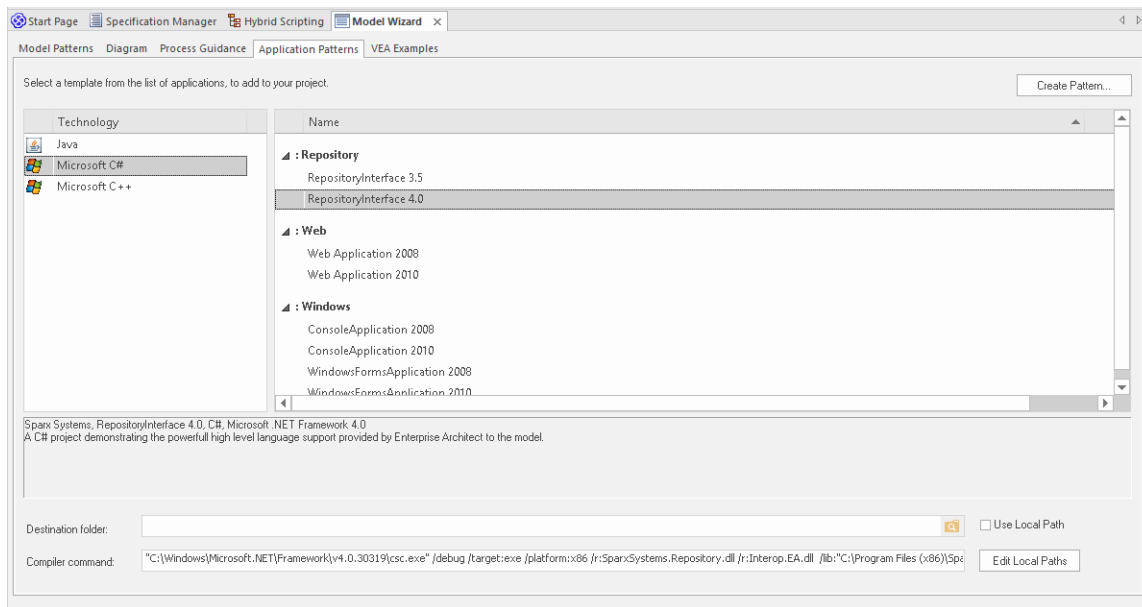 Start Page Specification Manager Hybrid Scripting Model Wizard
Model Patterns Diagram Process Guidance Application Patterns VEA Examples
Select a template from the list of applications, to add to your project.
Create Pattern...
Technology
Java
Microsoft C#
Microsoft C++
Name
: Repository
RepositoryInterface 3.5
RepositoryInterface 4.0
: Web
Web Application 2008
Web Application 2010
: Windows
ConsoleApplication 2008
ConsoleApplication 2010
WindowsFormsApplication 2008
WindowsFormsApplication 2010
Sparx Systems, RepositoryInterface 4.0, C#, Microsoft .NET Framework 4.0
A C# project demonstrating the powerfull high level language support provided by Enterprise Architect to the model.
Destination folder:
Use Local Path
Compiler command:
"C:\Windows\Microsoft.NET\Framework\v4.0.30319\csc.exe" /debug /target:exe /platform:x86 /r:SparxSystems.Repository.dll /r:Interop.EA.dll /lib:"C:\Program Files (x86)\Spa
Edit Local Paths